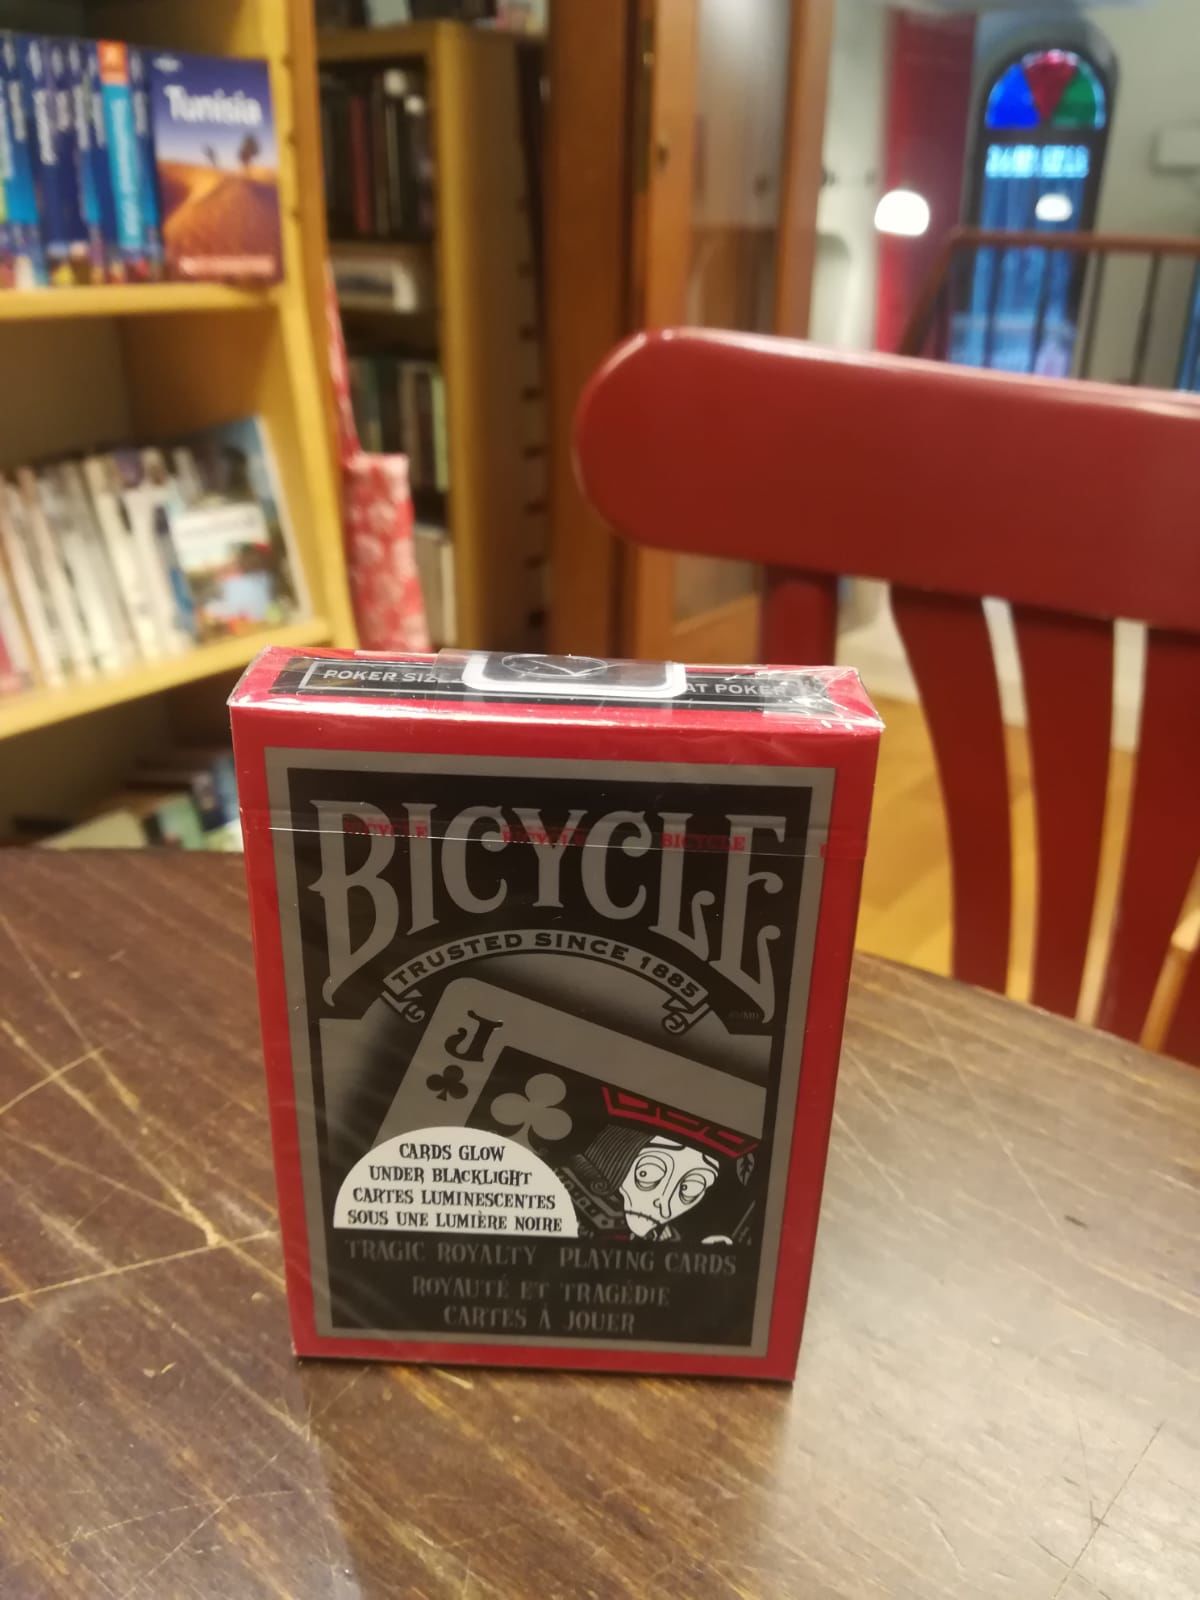 Tunisia
POKER SIZE
AT POKER
BICYCLE
BICYCLE BICYCLE BICYCLE
TRUSTED SINCE 1885
J
CARDS GLOW
UNDER BLACKLIGHT
CARTES LUMINESCENTES
SOUS UNE LUMIÈRE NOIRE
TRAGIC ROYALTY PLAYING CARDS
ROYAUTÉ ET TRAGÉDIE
CARTES À JOUER